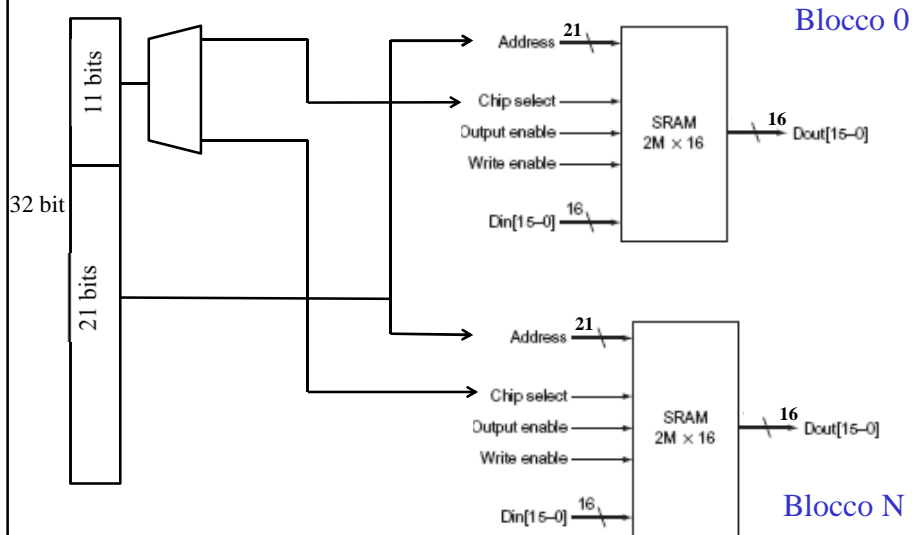 Blocco 0
32 bit
11 bits
21 bits
Address
21
Chip select
Output enable
Write enable
Din[15–0]
16
SRAM
2M × 16
16
Dout[15–0]
Address
21
Chip select
Output enable
Write enable
Din[15–0]
16
SRAM
2M × 16
16
Dout[15–0]
Blocco N